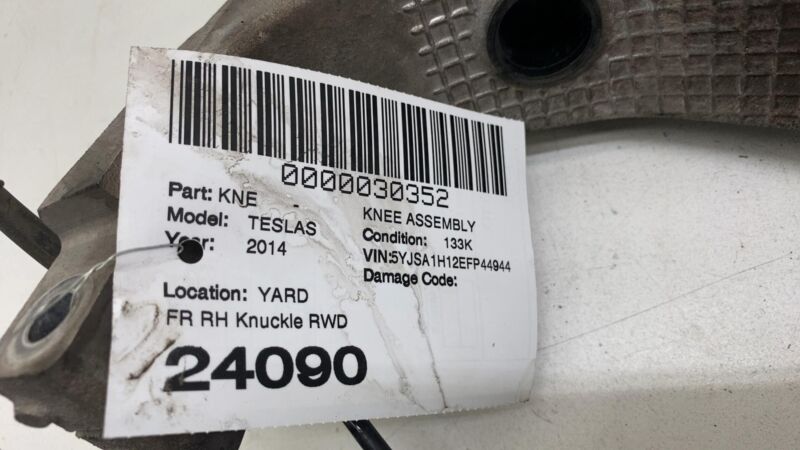 0000030352
Part: KNE - KNEE ASSEMBLY
Model: TESLAS Condition: 133K
Year: 2014 VIN:5YJSA1H12EFP44944
Damage Code:
Location: YARD
FR RH Knuckle RWD
24090